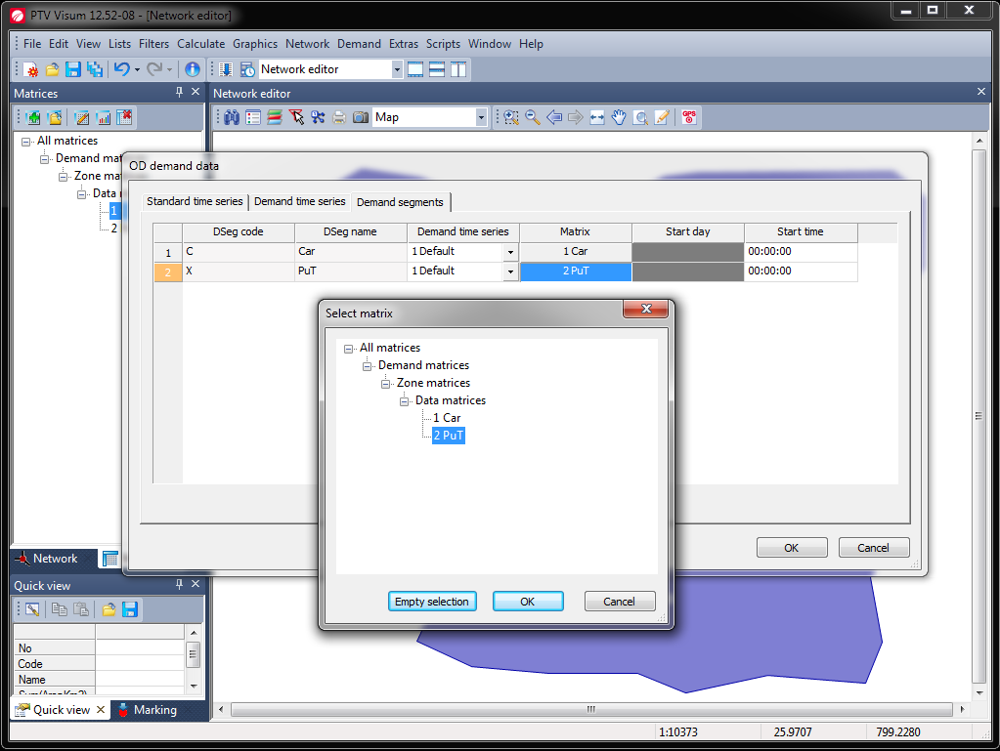 PTV Visum 12.52-08 - [Network editor]
File Edit View Lists Filters Calculate Graphics Network Demand Extras Scripts Window Help
Network editor
Matrices
Network editor
Map
GPS
All matrices
Demand mat
Zone mat
Data
1
2
OD demand data
Standard time series Demand time series Demand segments
DSeg code DSeg name Demand time series Matrix Start day Start time
1 C Car 1 Default 1 Car 00:00:00
2 X PuT 1 Default 2 PuT 00:00:00
Select matrix
All matrices
Demand matrices
Zone matrices
Data matrices
1 Car
2 PuT
Empty selection OK Cancel
OK Cancel
Network
Quick view
No
Code
Name
Sum(AreaKm2)
Quick view Marking
1:10373 25.9707 799.2280